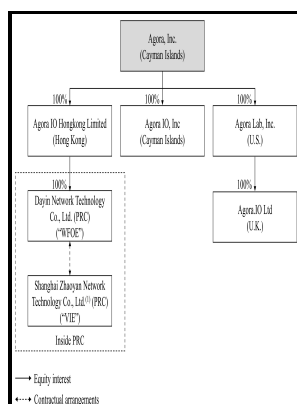 Agora, Inc.
(Cayman Islands)
100%
100%
100%
Agora IO Hongkong Limited
(Hong Kong)
Agora IO, Inc
(Cayman Islands)
Agora Lab, Inc.
(U.S.)
100%
100%
Dayin Network Technology
Co., Ltd. (PRC)
(“WFOE”)
Agora.IO Ltd
(U.K.)
Shanghai Zhaoyan Network
Technology Co., Ltd.(1) (PRC)
(“VIE”)
Inside PRC
Equity interest
Contractual arrangements